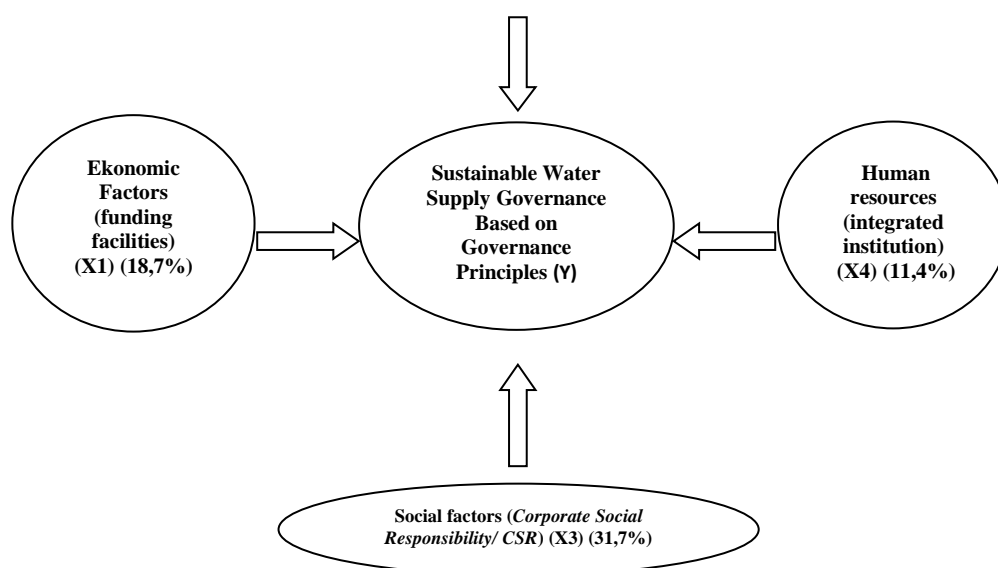 Ekonomic
Factors
(funding
facilities)
(X1) (18,7%)
Sustainable Water
Supply Governance
Based on
Governance
Principles (Y)
Human
resources
(integrated
institution)
(X4) (11,4%)
Social factors (Corporate Social
Responsibility/ CSR) (X3) (31,7%)